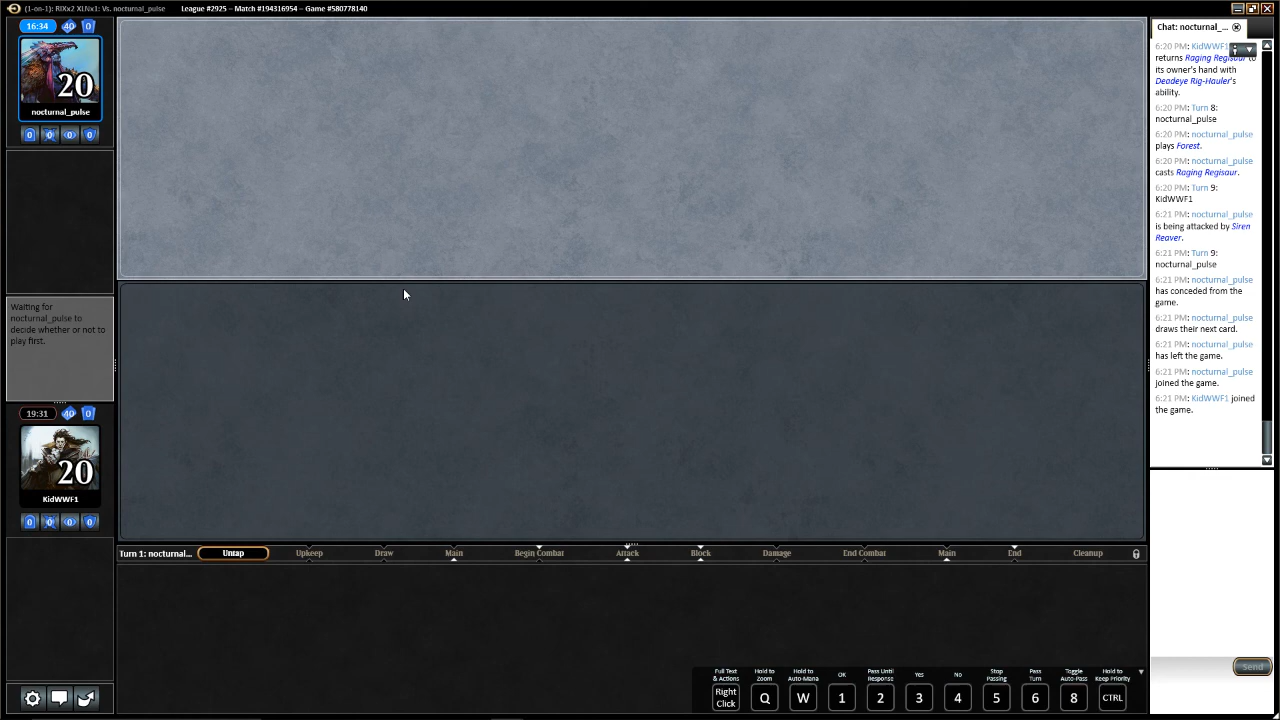 (1-on-1): RIXx2 XLNx1: Vs. nocturnal_pulse League #2925 – Match #194316954 – Game #580778140
16:34 40 0
20
nocturnal_pulse
0 0 0 0
Waiting for
nocturnal_pulse to
decide whether or not to
play first.
19:31 40 0
20
KidWWF1
0 0 0 0
Turn 1: nocturnal... Untap Upkeep Draw Main Begin Combat Attack Block Damage End Combat Main End Cleanup
Full Text
& Actions
Right
Click
Hold to
Zoom
Q
Hold to
Auto-Mana
W
OK
1
Pass Until
Response
2
Yes
3
No
4
Stop
Passing
5
Pass
Turn
6
Toggle
Auto-Pass
8
Hold to
Keep Priority
CTRL
Chat: nocturnal_...
6:20 PM: KidWWF1
returns Raging Regisaur to
its owner's hand with
Deadeye Rig-Hauler's
ability.
6:20 PM: Turn 8:
nocturnal_pulse
6:20 PM: nocturnal_pulse
plays Forest.
6:20 PM: nocturnal_pulse
casts Raging Regisaur.
6:20 PM: Turn 9:
KidWWF1
6:21 PM: nocturnal_pulse
is being attacked by Siren
Reaver.
6:21 PM: Turn 9:
nocturnal_pulse
6:21 PM: nocturnal_pulse
has conceded from the
game.
6:21 PM: nocturnal_pulse
draws their next card.
6:21 PM: nocturnal_pulse
has left the game.
6:21 PM: nocturnal_pulse
joined the game.
6:21 PM: KidWWF1 joined
the game.
Send